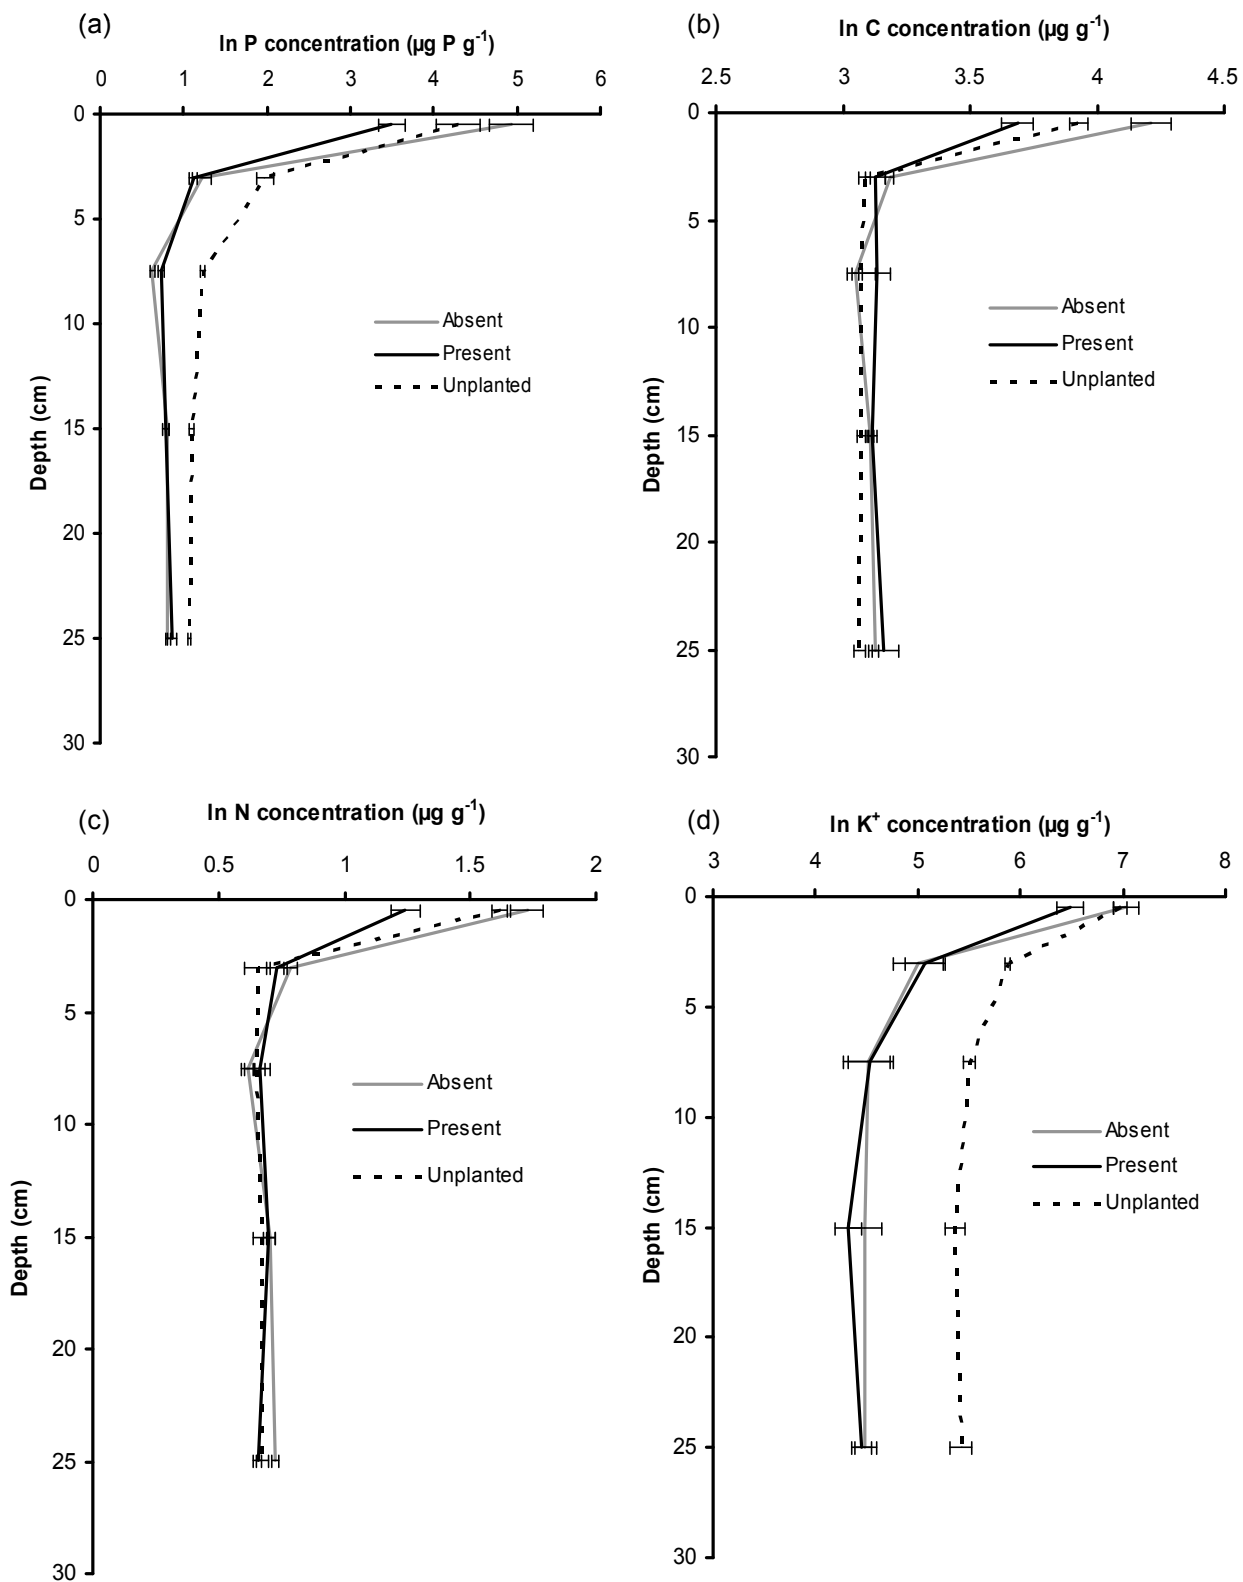 (a)
ln P concentration (µg P g⁻¹)
0 1 2 3 4 5 6
0
5
10
15
20
25
30
Depth (cm)
Absent
Present
Unplanted
(b)
ln C concentration (µg g⁻¹)
2.5 3 3.5 4 4.5
0
5
10
15
20
25
30
Depth (cm)
Absent
Present
Unplanted
(c)
ln N concentration (µg g⁻¹)
0 0.5 1 1.5 2
0
5
10
15
20
25
30
Depth (cm)
Absent
Present
Unplanted
(d)
ln K⁺ concentration (µg g⁻¹)
3 4 5 6 7 8
0
5
10
15
20
25
30
Depth (cm)
Absent
Present
Unplanted